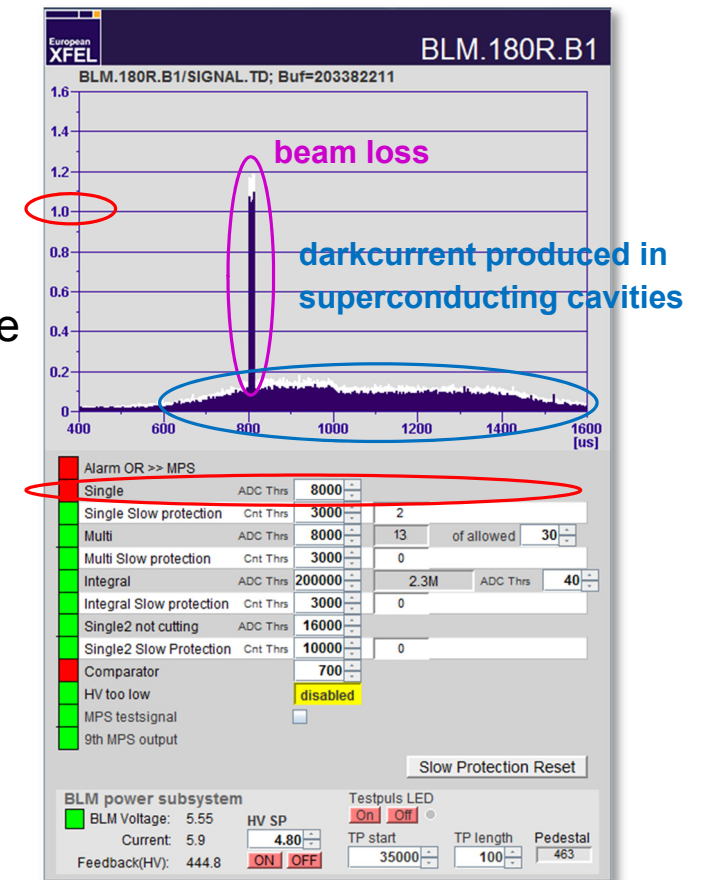 European
XFEL
BLM.180R.B1
BLM.180R.B1/SIGNAL.TD; Buf=203382211
1.6
1.4
beam loss
1.2
1.0
0.8
darkcurrent produced in
0.6
superconducting cavities
e
0.4
0.2
0
400 600 800 1000 1200 1400 1600
[us]
Alarm OR >> MPS
Single ADC Thrs 8000
Single Slow protection Cnt Thrs 3000 2
Multi ADC Thrs 8000 13 of allowed 30
Multi Slow protection Cnt Thrs 3000 0
Integral ADC Thrs 200000 2.3M ADC Thrs 40
Integral Slow protection Cnt Thrs 3000 0
Single2 not cutting ADC Thrs 16000
Single2 Slow Protection Cnt Thrs 10000 0
Comparator 700
HV too low disabled
MPS testsignal
9th MPS output
Slow Protection Reset
BLM power subsystem Testpuls LED
BLM Voltage: 5.55 HV SP On Off
Current: 5.9 4.80 TP start TP length Pedestal
Feedback(HV): 444.8 ON OFF 35000 100 463